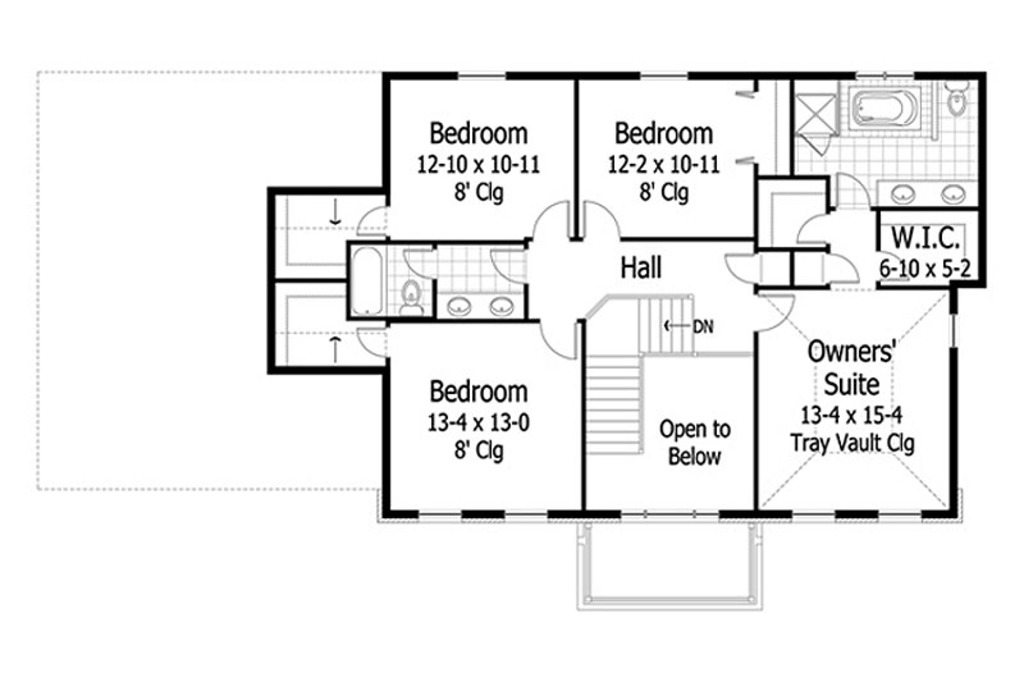 Bedroom
12-10 x 10-11
8' Clg
Bedroom
12-2 x 10-11
8' Clg
W.I.C.
6-10 x 5-2
Hall
DN
Owners'
Suite
13-4 x 15-4
Tray Vault Clg
Bedroom
13-4 x 13-0
8' Clg
Open to
Below